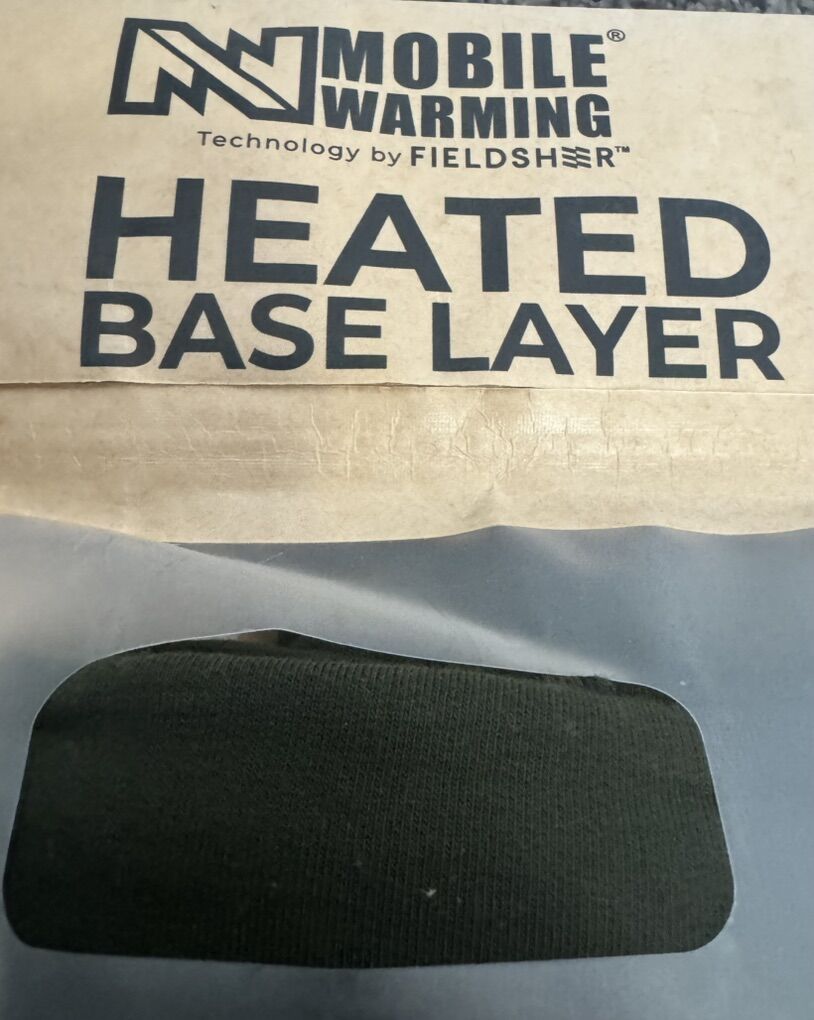 MOBILE®
WARMING
Technology by FIELDSHEER™
HEATED
BASE LAYER